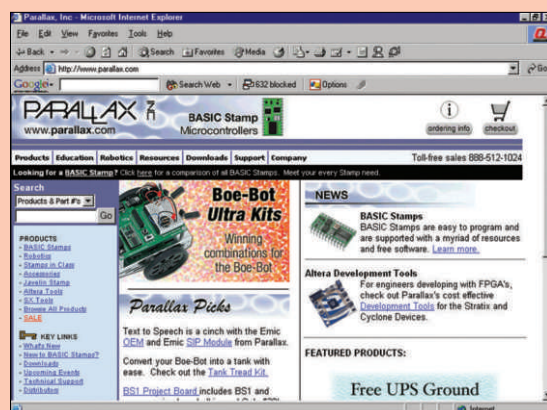 Parallax, Inc - Microsoft Internet Explorer
File Edit View Favorites Tools Help
Back Search Favorites Media
Address http://www.parallax.com Go
Google Search Web 632 blocked Options
PARALLAX INC
www.parallax.com
BASIC Stamp
Microcontrollers
ordering info checkout
Products Education Robotics Resources Downloads Support Company Toll-free sales 888-512-1024
Looking for a BASIC Stamp? Click here for a comparison of all BASIC Stamps. Meet your every Stamp need.
Search
Products & Part #'s
Go
PRODUCTS
- BASIC Stamps
- Robotics
- Stamps in Class
- Accessories
- Javelin Stamp
- Altera Tools
- SX Tools
- Browse All Products
- SALE
KEY LINKS
- What's New
- New to BASIC Stamps?
- Downloads
- Upcoming Events
- Technical Support
- Distributors
Boe-Bot
Ultra Kits
Winning
combinations for
the Boe-Bot
Parallax Picks
Text to Speech is a cinch with the Emic
OEM and Emic SIP Module from Parallax.
Convert your Boe-Bot into a tank with
ease. Check out the Tank Tread Kit.
BS1 Project Board includes BS1 and
NEWS
BASIC Stamps
BASIC Stamps are easy to program and
are supported with a myriad of resources
and free software. Learn more.
Altera Development Tools
For engineers developing with FPGA's,
check out Parallax's cost effective
Development Tools for the Stratix and
Cyclone Devices.
FEATURED PRODUCTS:
Free UPS Ground
Internet